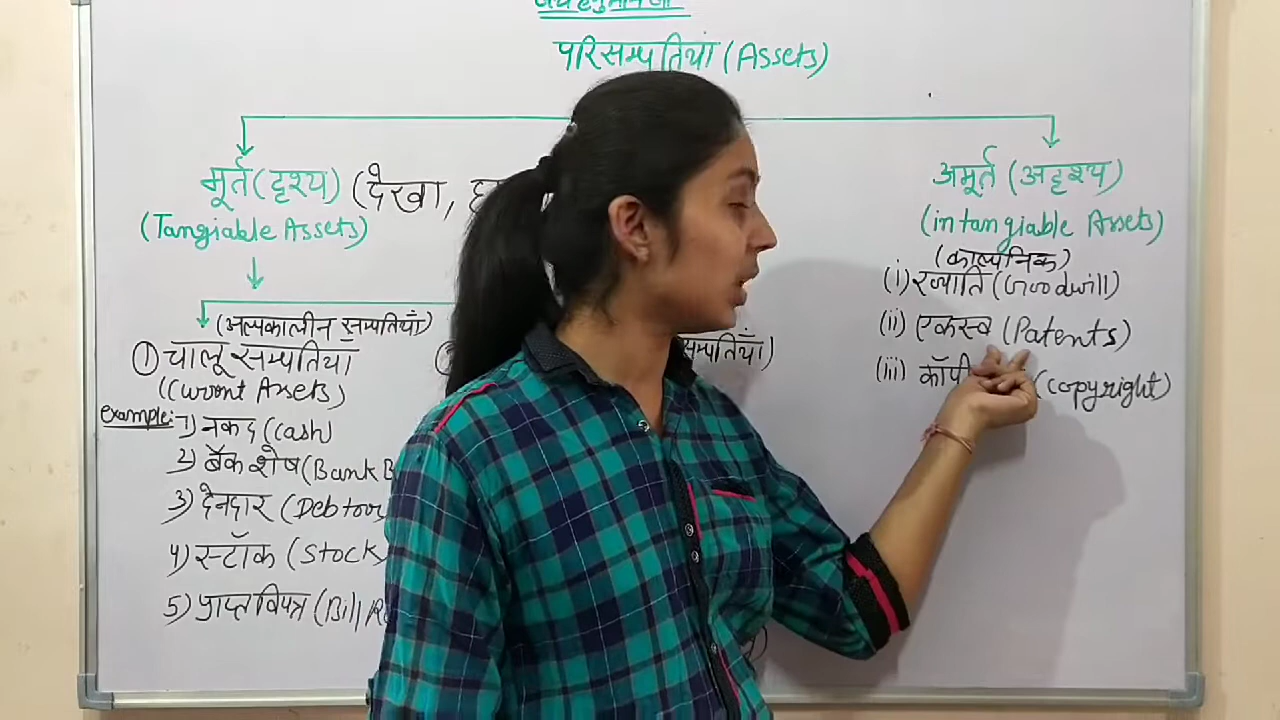 जय हनुमान जी
परिसम्पतियां (Assets)
मूर्त (दृश्य) (देखा,
(Tangiable Assets)
अमूर्त (अदृश्य)
(intangiable Assets)
(काल्पनिक)
(i) ख्याति (Goodwill)
(ii) एकस्व (Patents)
(iii) कॉपी (Copyright)
(अल्पकालीन सम्पतियाँ)
① चालू सम्पतिया
सम्पतियाँ)
(Current Assets)
example:- 1) नकद (Cash)
2) बैंक शेष (Bank
3) देनदार (Debtors
4) स्टॉक (Stock
5) प्राप्त विपत्र (Bill